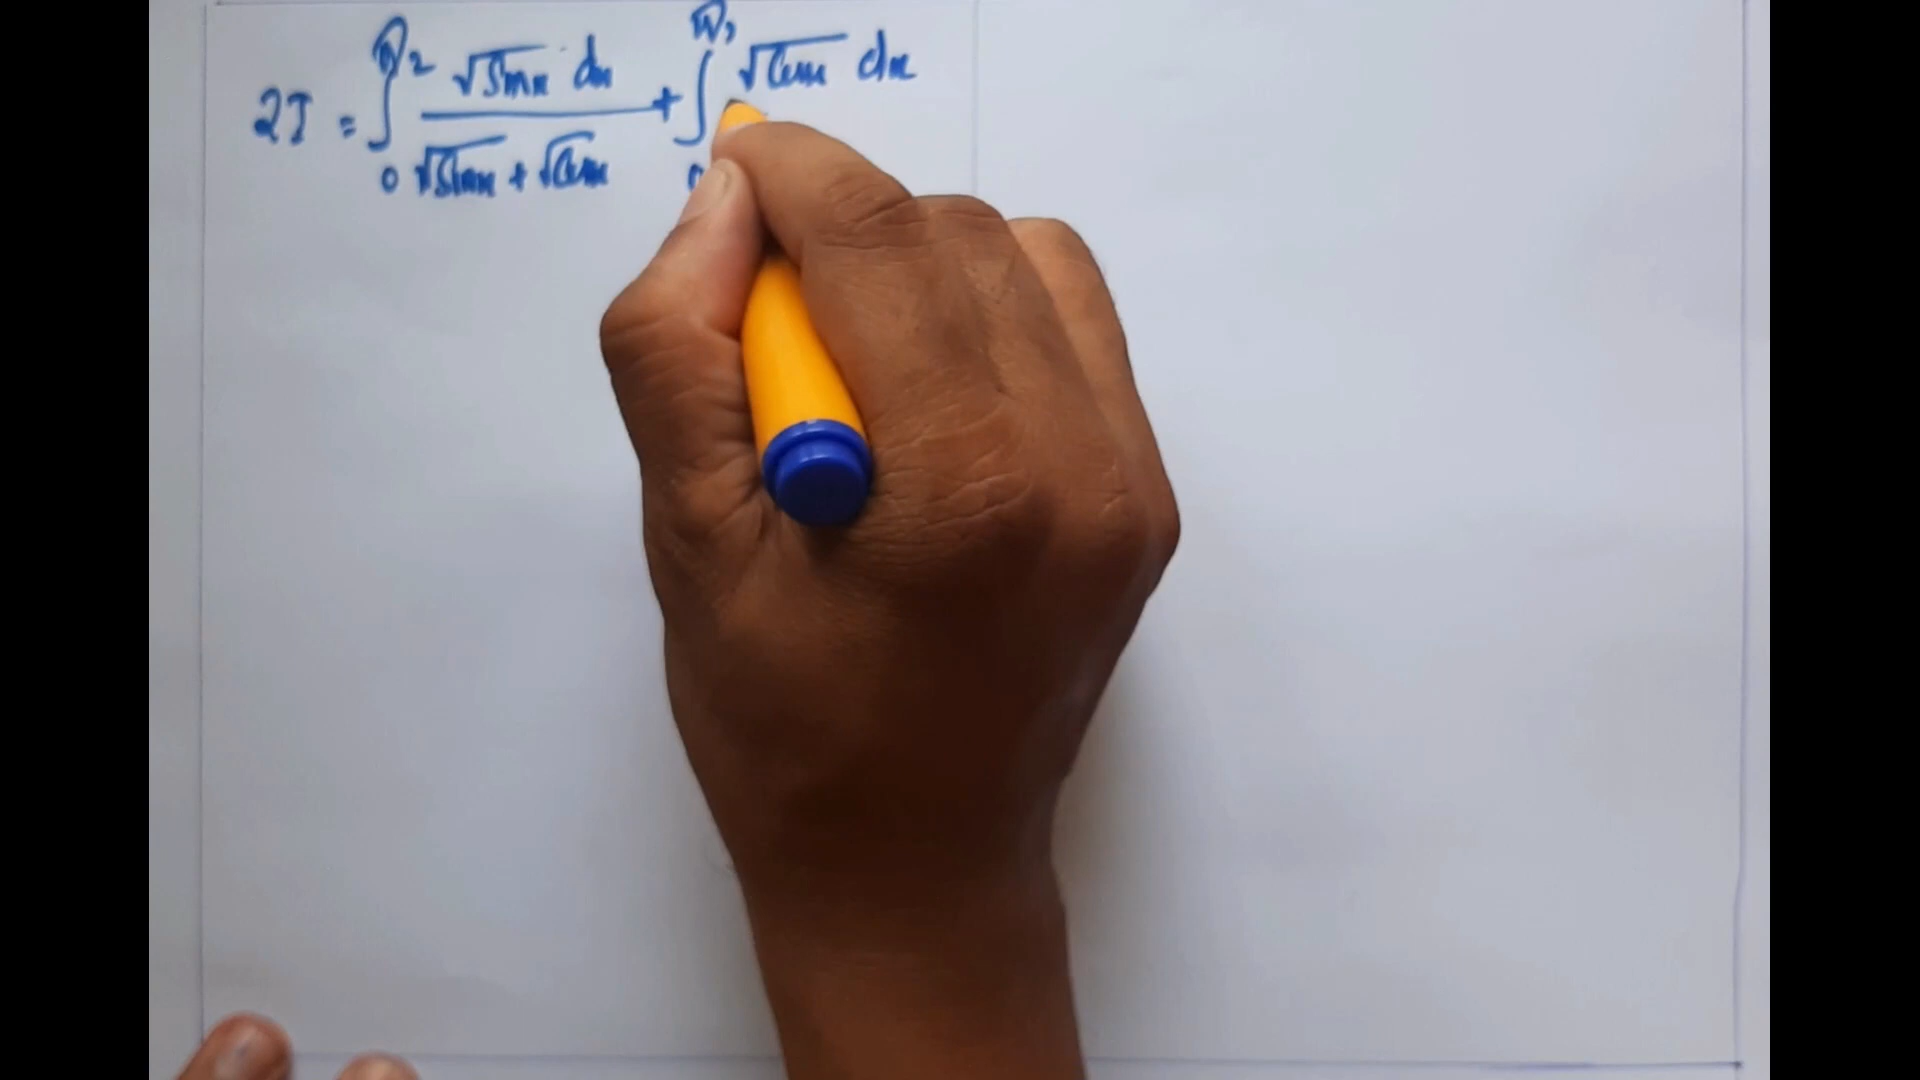 2I = ∫₀^{π/2} √sinx dx / (√sinx + √cosx) + ∫₀^{π/2} √cosx dx